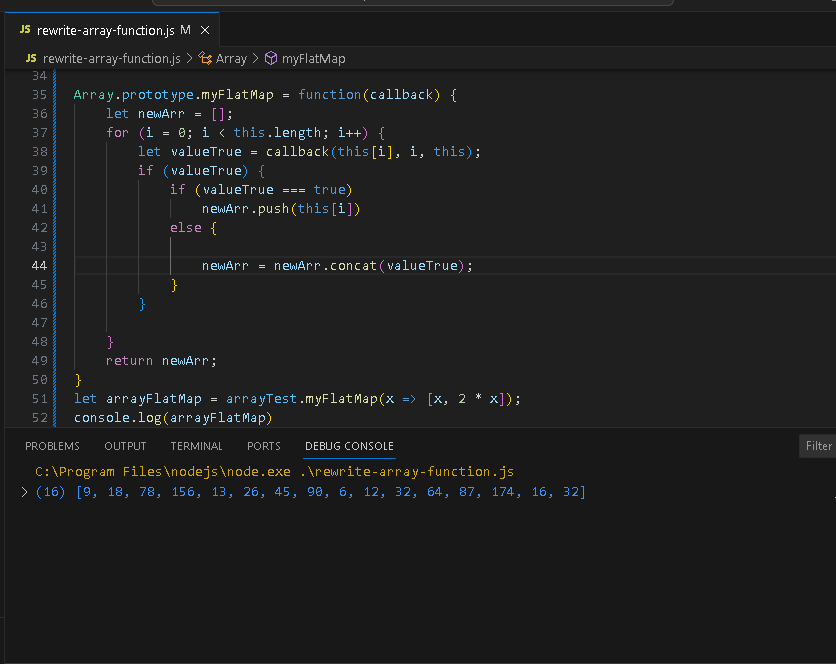 JS rewrite-array-function.js M ×
JS rewrite-array-function.js > Array > myFlatMap
34
35 Array.prototype.myFlatMap = function(callback) {
36 let newArr = [];
37 for (i = 0; i < this.length; i++) {
38 let valueTrue = callback(this[i], i, this);
39 if (valueTrue) {
40 if (valueTrue === true)
41 newArr.push(this[i])
42 else {
43
44 newArr = newArr.concat(valueTrue);
45 }
46 }
47
48 }
49 return newArr;
50 }
51 let arrayFlatMap = arrayTest.myFlatMap(x => [x, 2 * x]);
52 console.log(arrayFlatMap)
PROBLEMS OUTPUT TERMINAL PORTS DEBUG CONSOLE Filter
C:\Program Files\nodejs\node.exe .\rewrite-array-function.js
> (16) [9, 18, 78, 156, 13, 26, 45, 90, 6, 12, 32, 64, 87, 174, 16, 32]